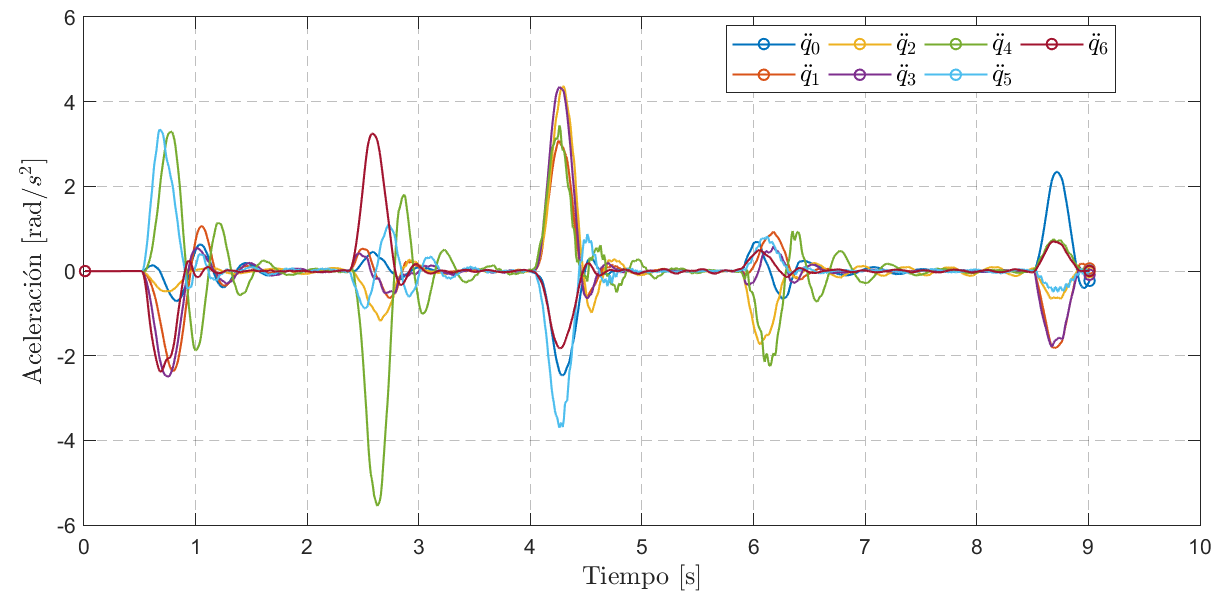 6
4
2
0
-2
-4
-6
Aceleración [rad/s²]
q̈₀ q̈₂ q̈₄ q̈₆
q̈₁ q̈₃ q̈₅
0 1 2 3 4 5 6 7 8 9 10
Tiempo [s]